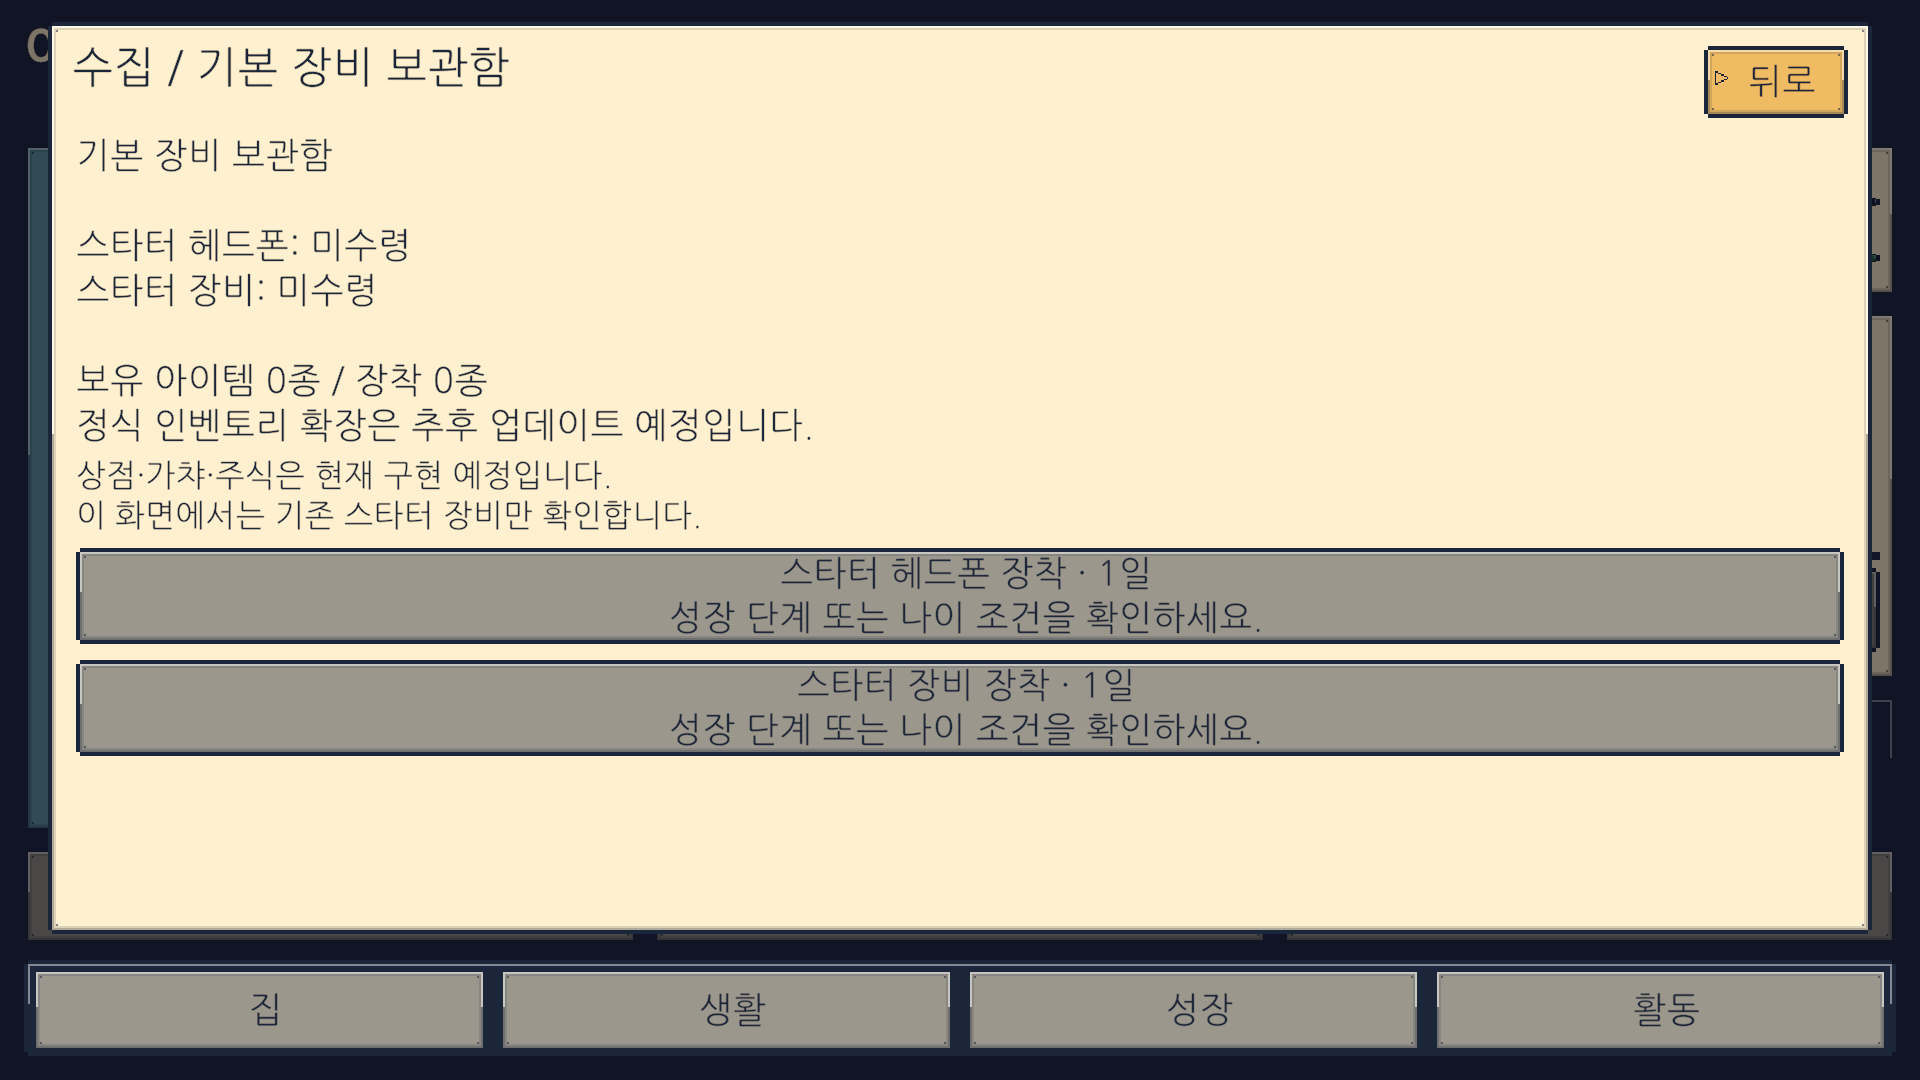 수집 / 기본 장비 보관함
뒤로
기본 장비 보관함
스타터 헤드폰: 미수령
스타터 장비: 미수령
보유 아이템 0종 / 장착 0종
정식 인벤토리 확장은 추후 업데이트 예정입니다.
상점·가챠·주식은 현재 구현 예정입니다.
이 화면에서는 기존 스타터 장비만 확인합니다.
스타터 헤드폰 장착 · 1일
성장 단계 또는 나이 조건을 확인하세요.
스타터 장비 장착 · 1일
성장 단계 또는 나이 조건을 확인하세요.
집
생활
성장
활동